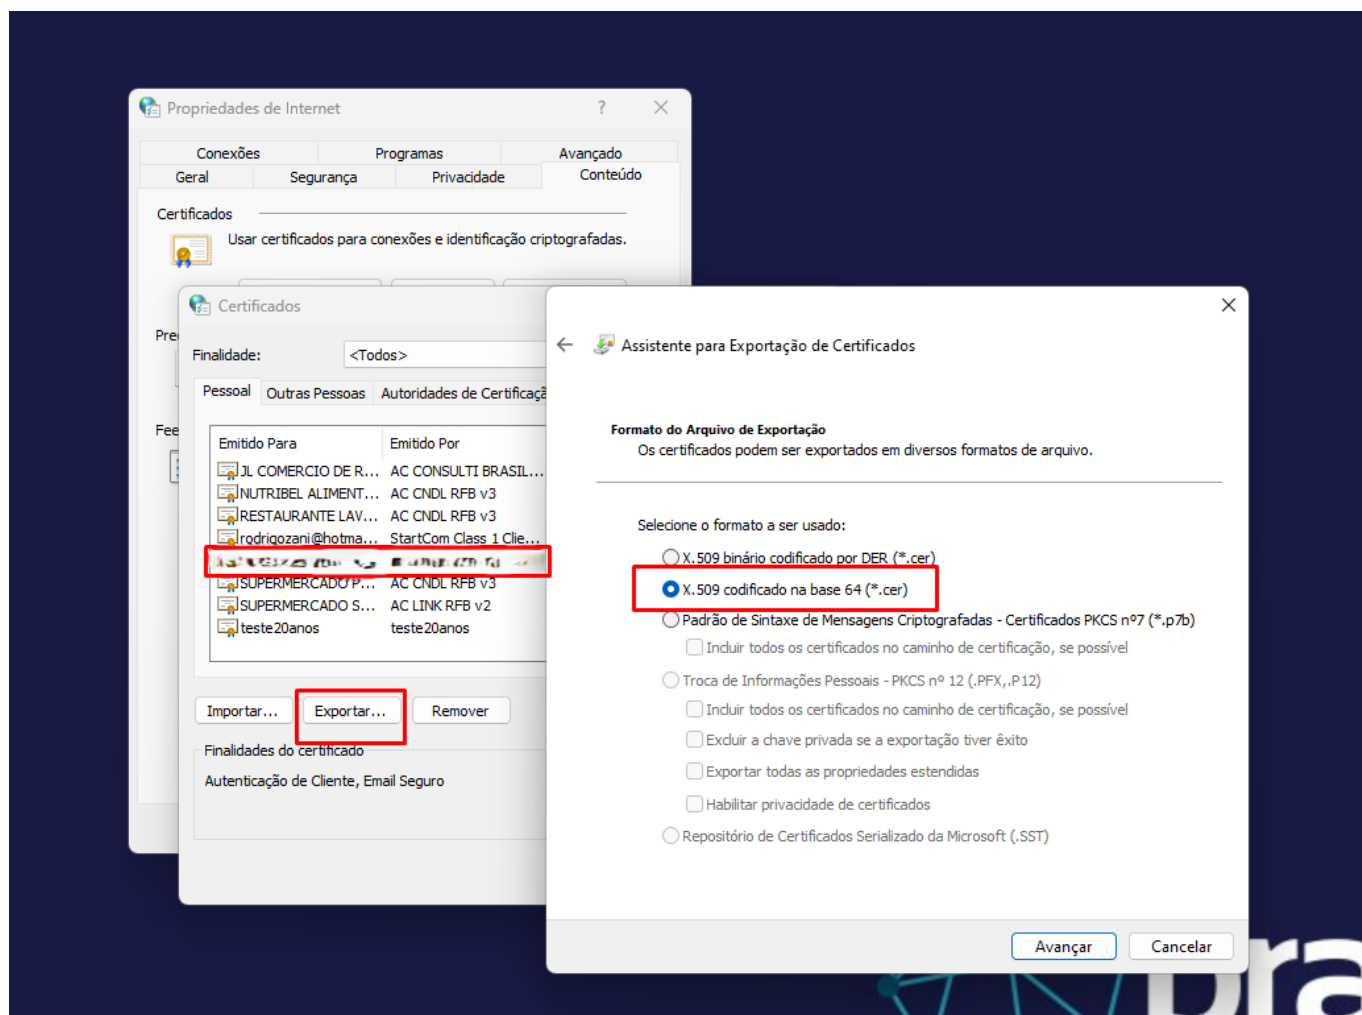 Propriedades de Internet
?
Conexões Programas Avançado
Geral Segurança Privacidade Conteúdo
Certificados
Usar certificados para conexões e identificação criptografadas.
Certificados
Finalidade: <Todos>
Pessoal Outras Pessoas Autoridades de Certificaçã
Emitido Para Emitido Por
JL COMERCIO DE R... AC CONSULTI BRASIL...
NUTRIBEL ALIMENT... AC CNDL RFB v3
RESTAURANTE LAV... AC CNDL RFB v3
rodrigozani@hotma... StartCom Class 1 Clie...
SUPERMERCADO P... AC CNDL RFB v3
SUPERMERCADO S... AC LINK RFB v2
teste20anos teste20anos
Importar... Exportar... Remover
Finalidades do certificado
Autenticação de Cliente, Email Seguro
Pre
Fee
Assistente para Exportação de Certificados
Formato do Arquivo de Exportação
Os certificados podem ser exportados em diversos formatos de arquivo.
Selecione o formato a ser usado:
X.509 binário codificado por DER (*.cer)
X.509 codificado na base 64 (*.cer)
Padrão de Sintaxe de Mensagens Criptografadas - Certificados PKCS nº7 (*.p7b)
Incluir todos os certificados no caminho de certificação, se possível
Troca de Informações Pessoais - PKCS nº 12 (.PFX,.P12)
Incluir todos os certificados no caminho de certificação, se possível
Excluir a chave privada se a exportação tiver êxito
Exportar todas as propriedades estendidas
Habilitar privacidade de certificados
Repositório de Certificados Serializado da Microsoft (.SST)
Avançar Cancelar
bra